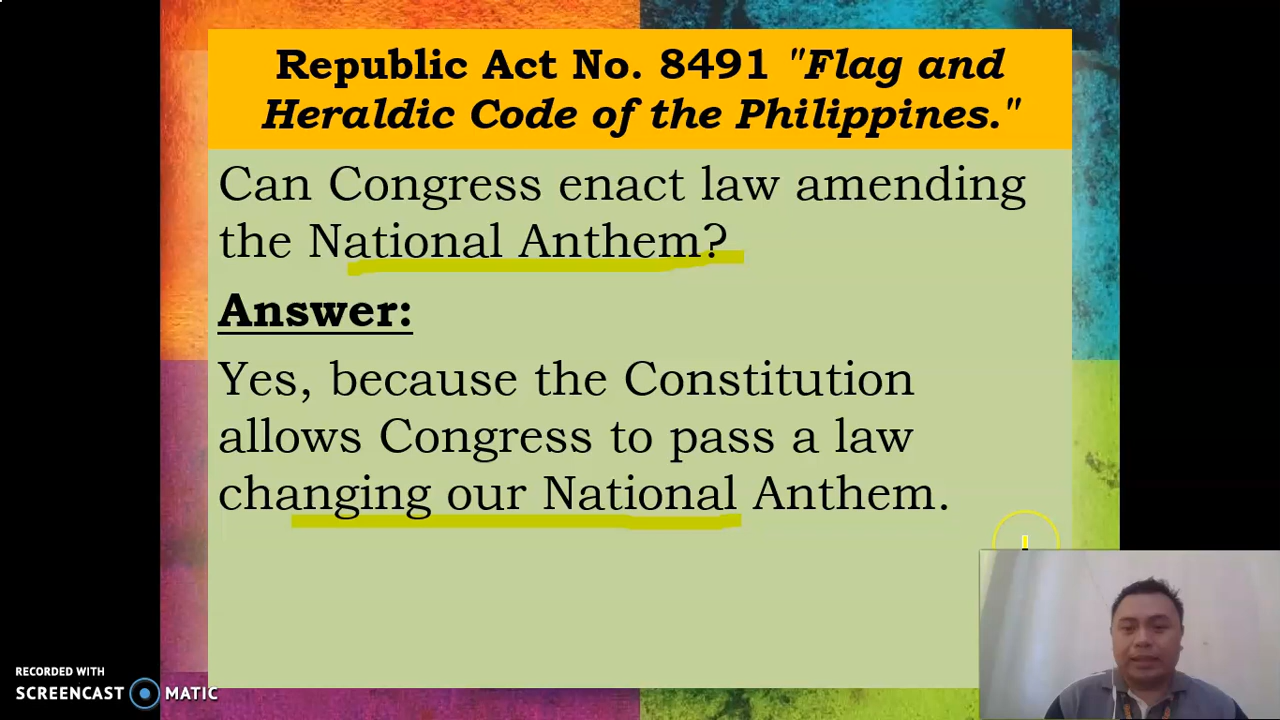 Republic Act No. 8491 "Flag and
Heraldic Code of the Philippines."
Can Congress enact law amending
the National Anthem?
Answer:
Yes, because the Constitution
allows Congress to pass a law
changing our National Anthem.
RECORDED WITH
SCREENCAST MATIC